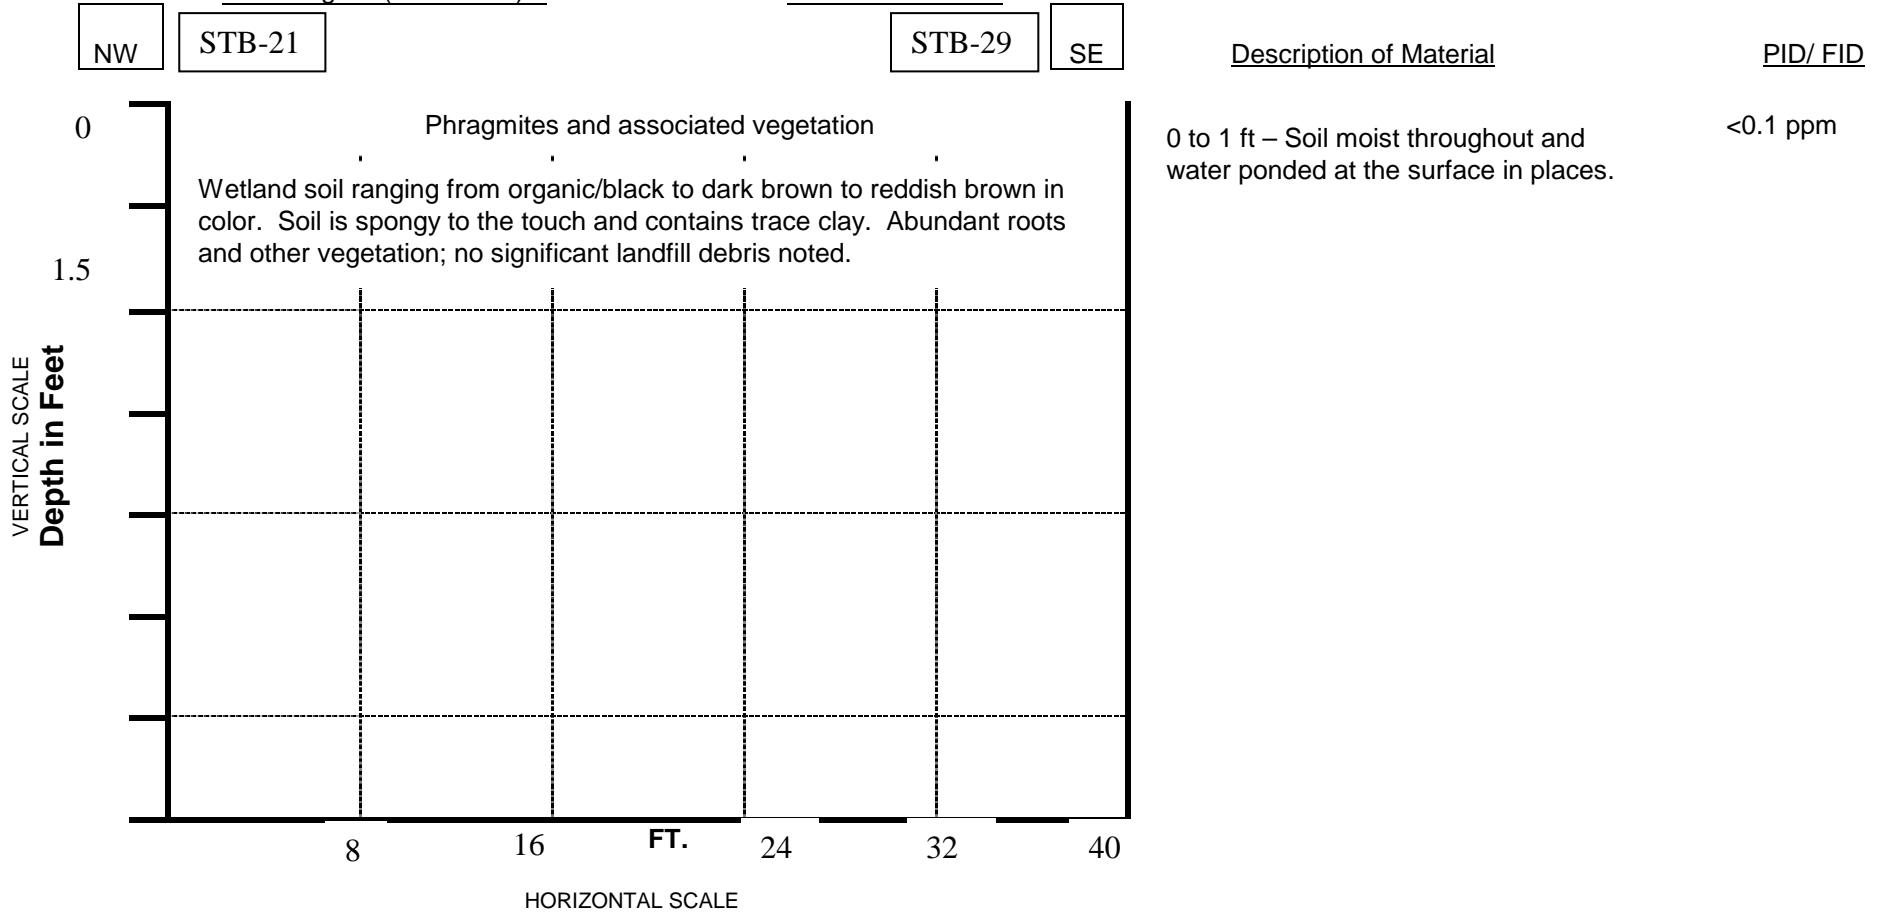 NW
STB-21
STB-29
SE
Description of Material
PID/ FID
0
Phragmites and associated vegetation
0 to 1 ft – Soil moist throughout and
water ponded at the surface in places.
<0.1 ppm
Wetland soil ranging from organic/black to dark brown to reddish brown in
color. Soil is spongy to the touch and contains trace clay. Abundant roots
and other vegetation; no significant landfill debris noted.
1.5
VERTICAL SCALE
Depth in Feet
8
16
FT.
24
32
40
HORIZONTAL SCALE